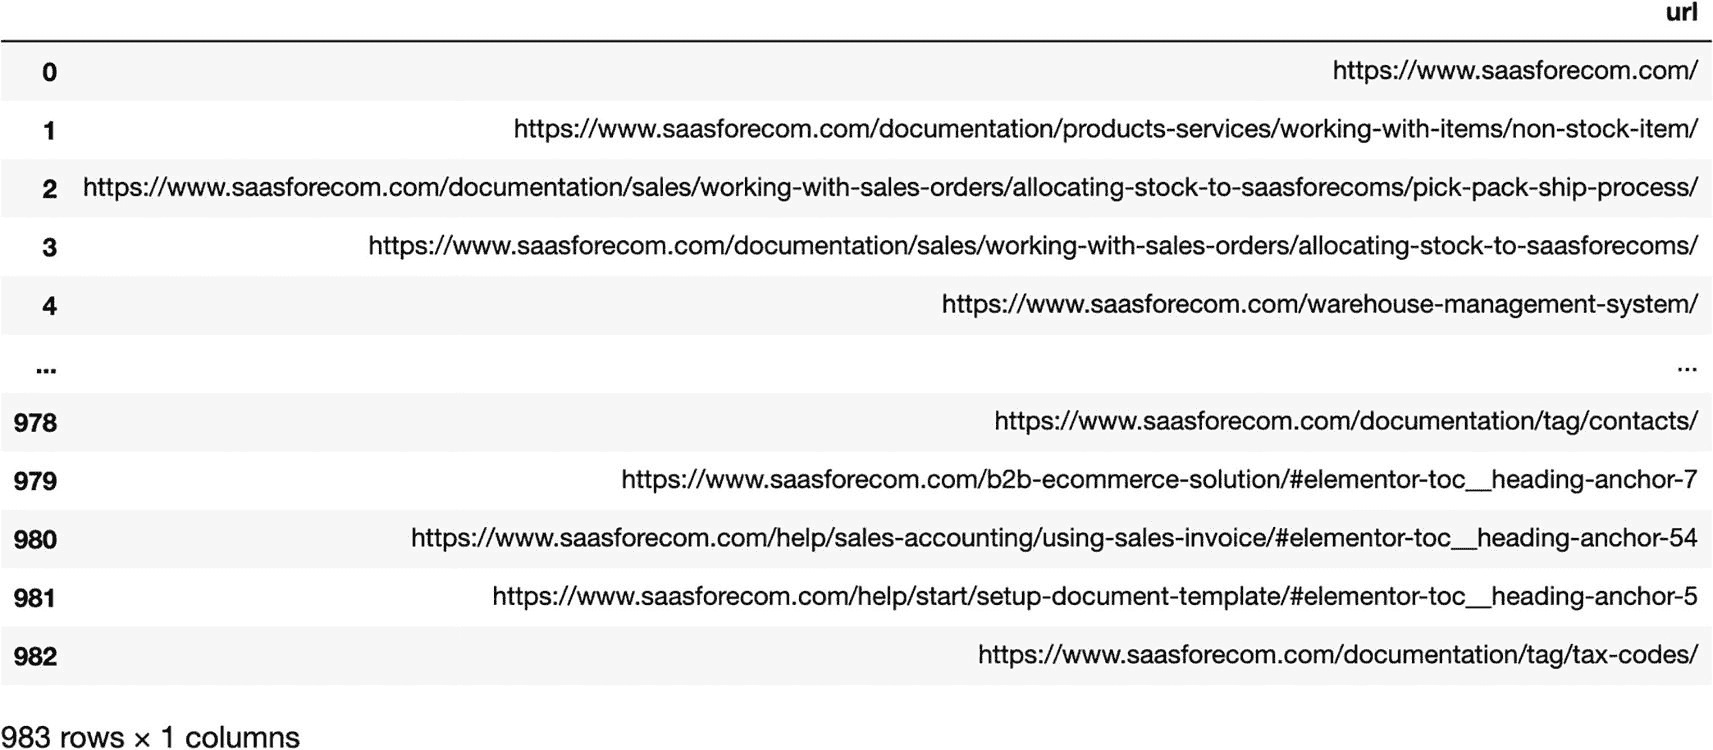 url
0 https://www.saasforecom.com/
1 https://www.saasforecom.com/documentation/products-services/working-with-items/non-stock-item/
2 https://www.saasforecom.com/documentation/sales/working-with-sales-orders/allocating-stock-to-saasforecoms/pick-pack-ship-process/
3 https://www.saasforecom.com/documentation/sales/working-with-sales-orders/allocating-stock-to-saasforecoms/
4 https://www.saasforecom.com/warehouse-management-system/
... ...
978 https://www.saasforecom.com/documentation/tag/contacts/
979 https://www.saasforecom.com/b2b-ecommerce-solution/#elementor-toc__heading-anchor-7
980 https://www.saasforecom.com/help/sales-accounting/using-sales-invoice/#elementor-toc__heading-anchor-54
981 https://www.saasforecom.com/help/start/setup-document-template/#elementor-toc__heading-anchor-5
982 https://www.saasforecom.com/documentation/tag/tax-codes/
983 rows × 1 columns